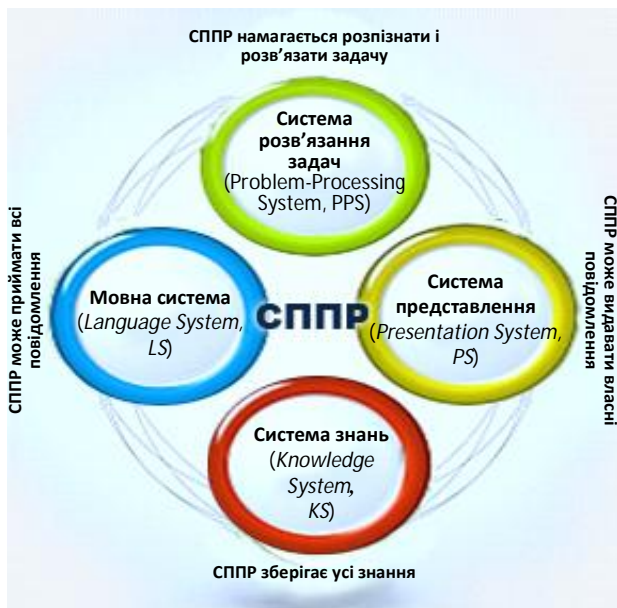 СППР намагається розпізнати і
розв’язати задачу
Система
розв’язання
задач
(Problem-Processing
System, PPS)
СППР може приймати всі
повідомлення
Мовна система
(Language System,
LS)
СППР
Система
представлення
(Presentation System,
PS)
СППР може видавати власні
повідомлення
Система знань
(Knowledge
System,
KS)
СППР зберігає усі знання